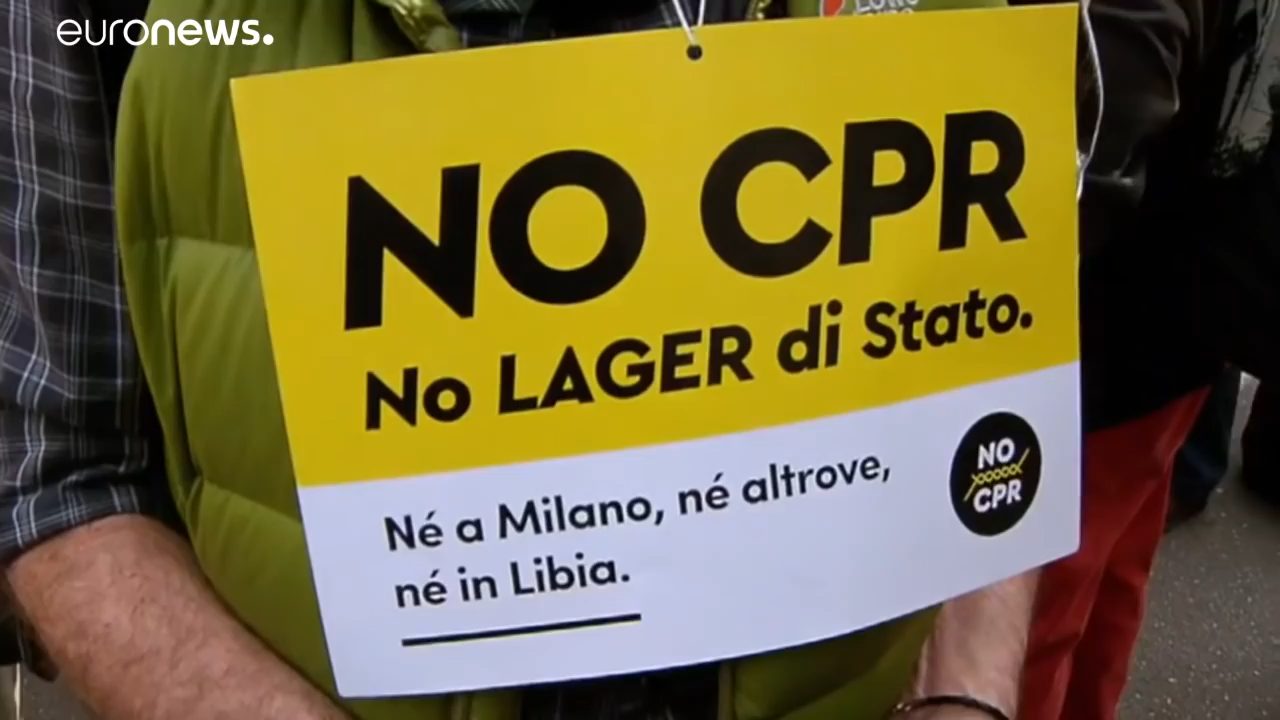 euronews.
NO CPR
No LAGER di Stato.
Né a Milano, né altrove,
né in Libia.
NO
CPR